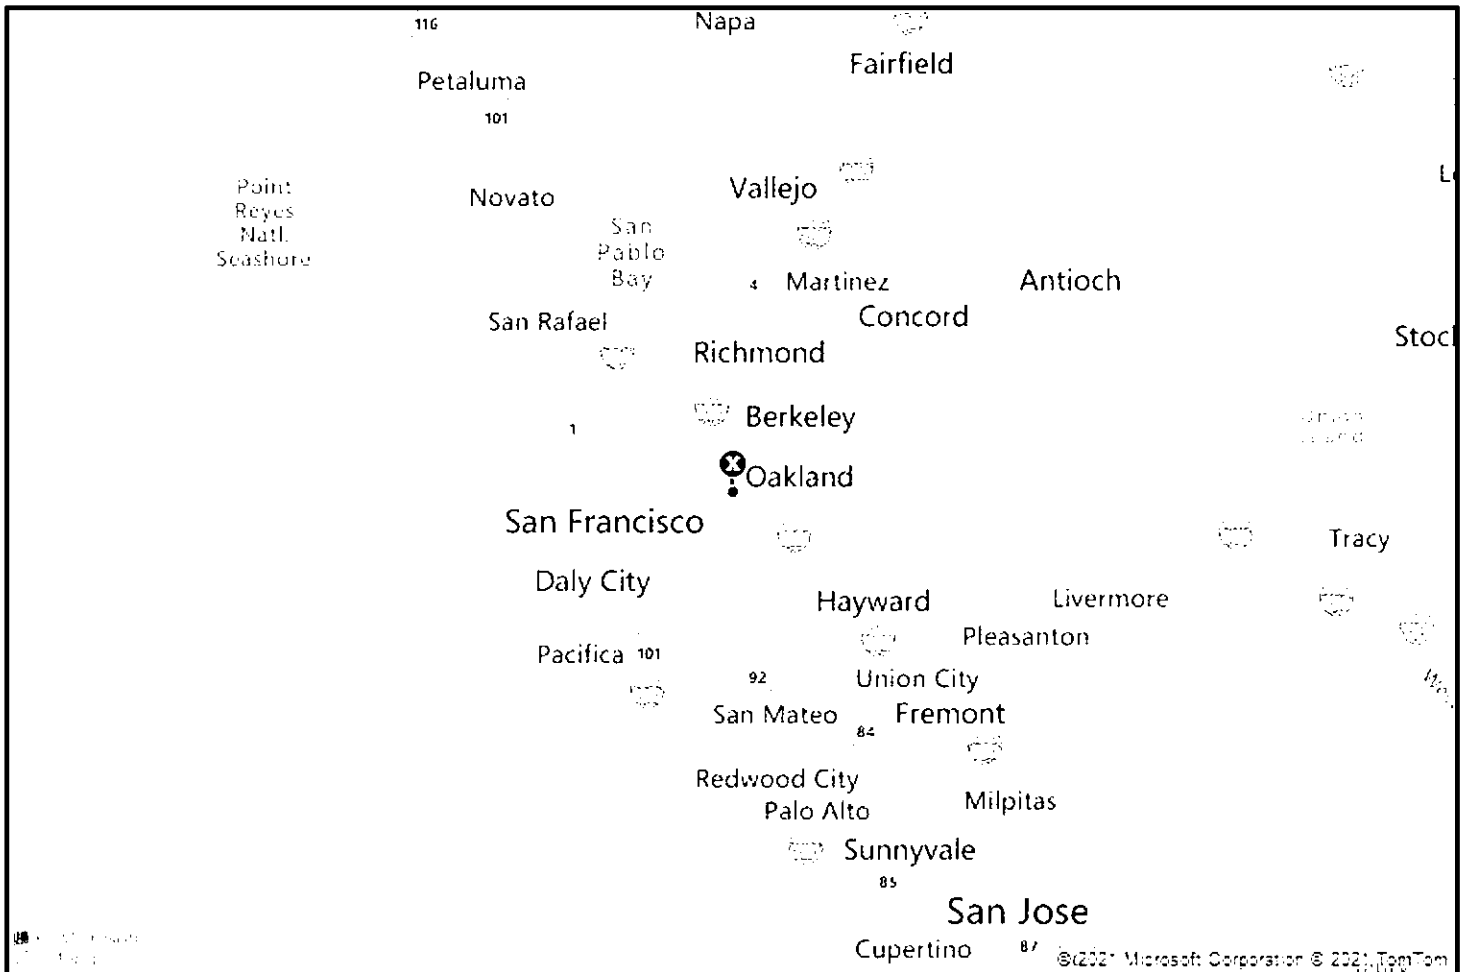 116
Napa
Fairfield
Petaluma
101
Point
Reyes
Natl.
Seashore
Novato
Vallejo
San
Pablo
Bay
4
Martinez
Antioch
Concord
San Rafael
Richmond
Stoc
Berkeley
1
X
Oakland
San Francisco
Tracy
Daly City
Hayward
Livermore
Pleasanton
Pacifica
101
92
Union City
San Mateo
Fremont
84
Redwood City
Palo Alto
Milpitas
Sunnyvale
85
San Jose
Cupertino
87
© 2021 Microsoft Corporation © 2021 TomTom